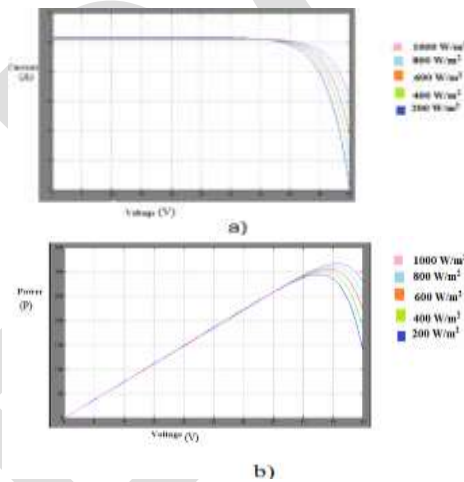 1000 W/m²
800 W/m²
600 W/m²
400 W/m²
200 W/m²
Current
(A)
Voltage (V)
a)
1000 W/m²
800 W/m²
600 W/m²
400 W/m²
200 W/m²
Power
(P)
Voltage (V)
b)